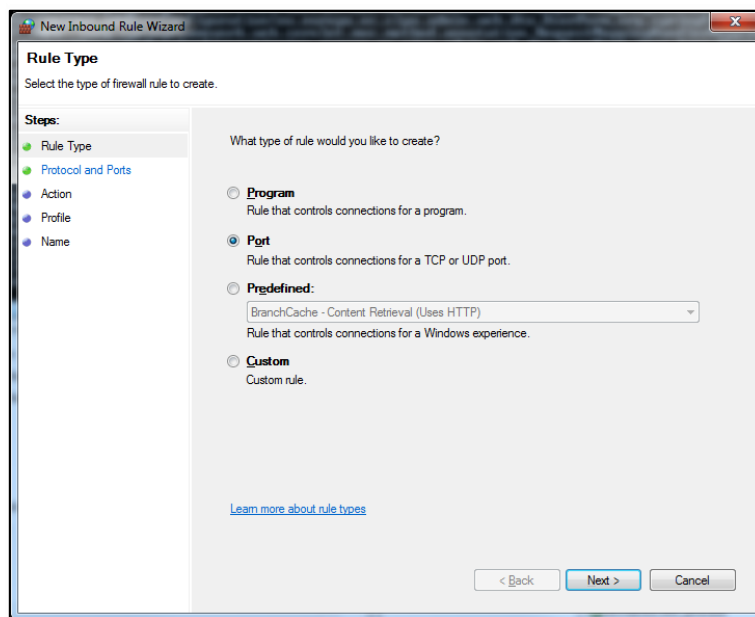 New Inbound Rule Wizard
Rule Type
Select the type of firewall rule to create.
Steps:
Rule Type
Protocol and Ports
Action
Profile
Name
What type of rule would you like to create?
Program
Rule that controls connections for a program.
Port
Rule that controls connections for a TCP or UDP port.
Predefined:
BranchCache - Content Retrieval (Uses HTTP)
Rule that controls connections for a Windows experience.
Custom
Custom rule.
Learn more about rule types
< Back
Next >
Cancel